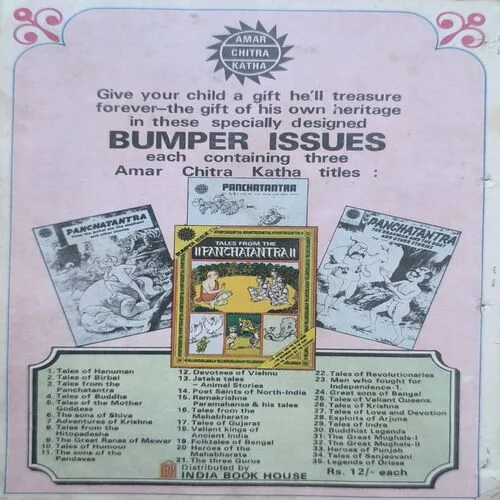 AMAR
CHITRA
KATHA
Give your child a gift he'll treasure
forever—the gift of his own heritage
in these specially designed
BUMPER ISSUES
each containing three
Amar Chitra Katha titles :
PANCHATANTRA
PANCHATANTRA
PANCHATANTRA
AND OTHER STORIES
TALES FROM THE
PANCHATANTRA
1. Tales of Hanuman
2. Tales of Birbal
3. Tales from the
Panchatantra
4. Tales of Buddha
5. Tales of the Mother
Goddess
6. The sons of Shiva
7. Adventures of Krishna
8. Tales from the
Hitopadesha
9. The Great Ranas of Mewar
10. Tales of Humour
11. The sons of the
Pandavas
12. Devotees of Vishnu
13. Jataka tales
– Animal Stories
14. Poet Saints of North-India
15. Ramakrishna
Paramahansa & his tales
16. Tales from the
Mahabharata
17. Tales of Gujarat
18. Valiant kings of
Ancient India
19. Folktales of Bengal
20. Heroes of the
Mahabharata
21. The three Gurus
22. Tales of Revolutionaries
23. Men who fought for
Independence-1.
24. Great sons of Bengal
25. Tales of Valiant Queens.
26. Tales of Krishna
27. Tales of Love and Devotion
28. Exploits of Arjuna
29. Tales of Indra
30. Buddhist Legends
31. The Great Mughals-I
32. The Great Mughals-II
33. Heroes of Punjab
34. Tales of Sanjeevani
35. Legends of Orissa
Distributed by
INDIA BOOK HOUSE
Rs. 12/- each